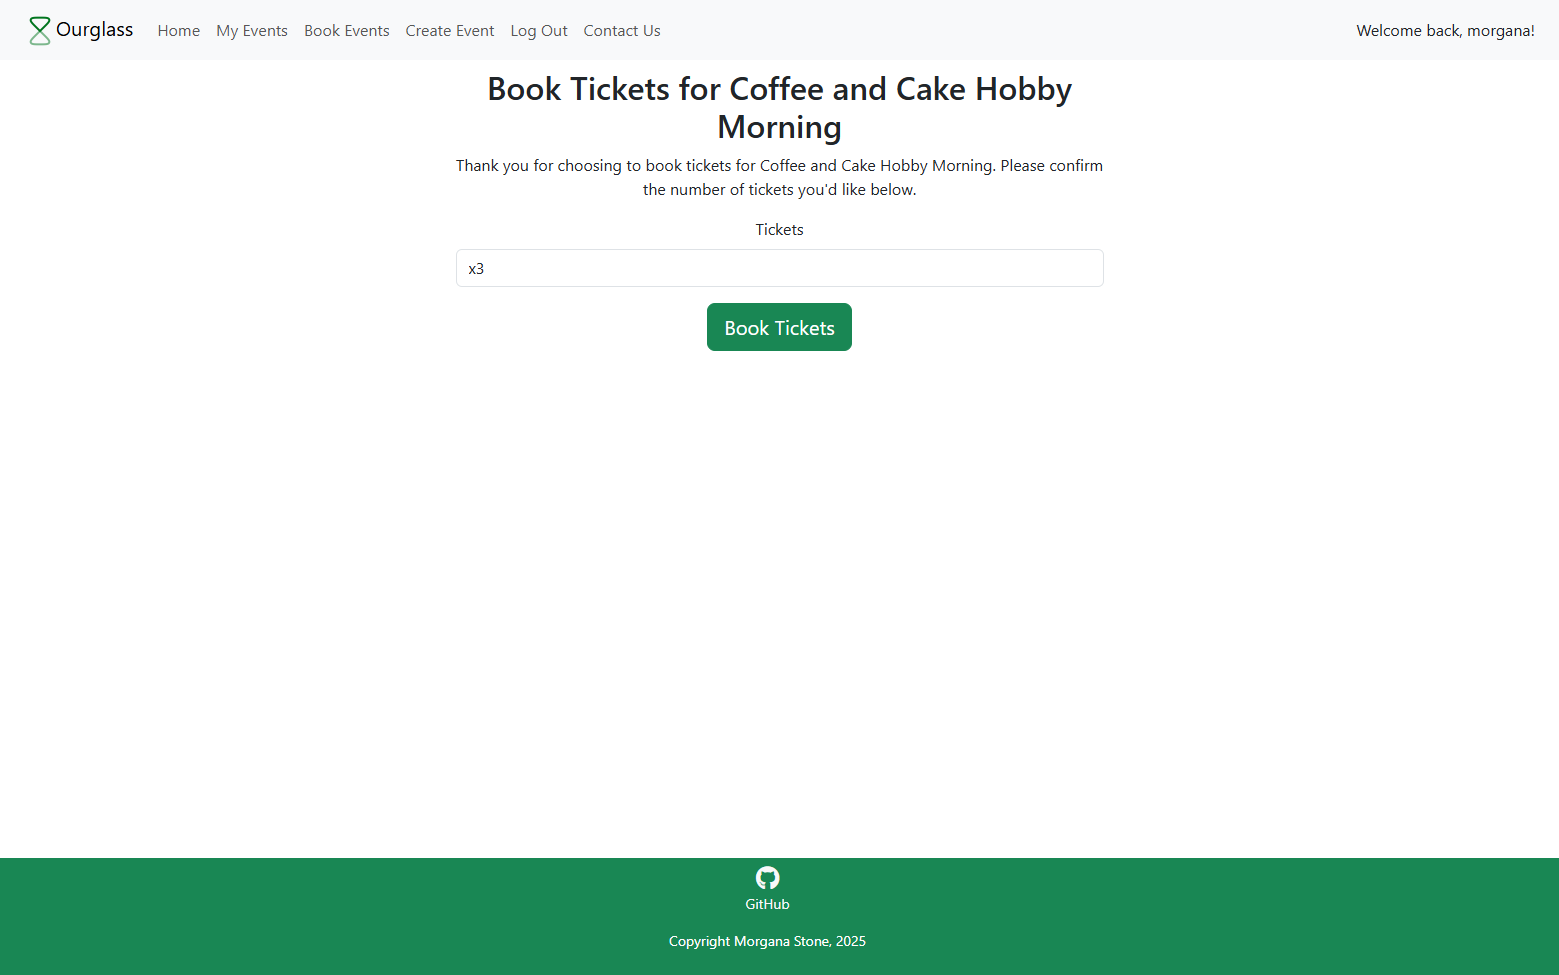 Ourglass Home My Events Book Events Create Event Log Out Contact Us Welcome back, morgana!
Book Tickets for Coffee and Cake Hobby
Morning
Thank you for choosing to book tickets for Coffee and Cake Hobby Morning. Please confirm
the number of tickets you'd like below.
Tickets
x3
Book Tickets
GitHub
Copyright Morgana Stone, 2025